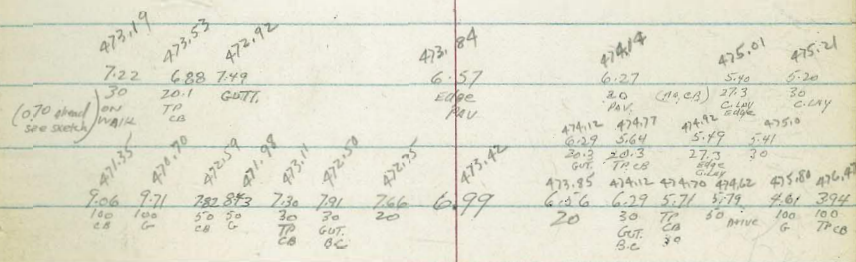 473.19 473.53 472.92 473.84 474.14 475.01 475.21
7.22 6.88 7.49 6.57 6.27 5.40 5.20
30 20.1 GUTT. Edge 20 (NO. CB) 27.3 30
(0.70 ahead see sketch) ON WALK TP CB PAV. PAV. C.LAY Edge C.LAY
474.12 474.77 474.92 475.0
6.29 5.64 5.49 5.41
20.3 20.3 27.3 30
GUT. TP. CB Edge C.LAY
471.35 470.70 472.59 471.98 473.11 472.50 472.75 473.42 473.85 474.12 474.70 474.62 475.80 476.47
9.06 9.71 7.82 8.43 7.30 7.91 7.66 6.99 6.56 6.29 5.71 5.79 4.61 3.94
100 100 50 50 30 30 20 20 30 TP 50 Drive 100 100
CB G CB G TP CB GUT. B.C GUT. B.C CB 30 G TP CB